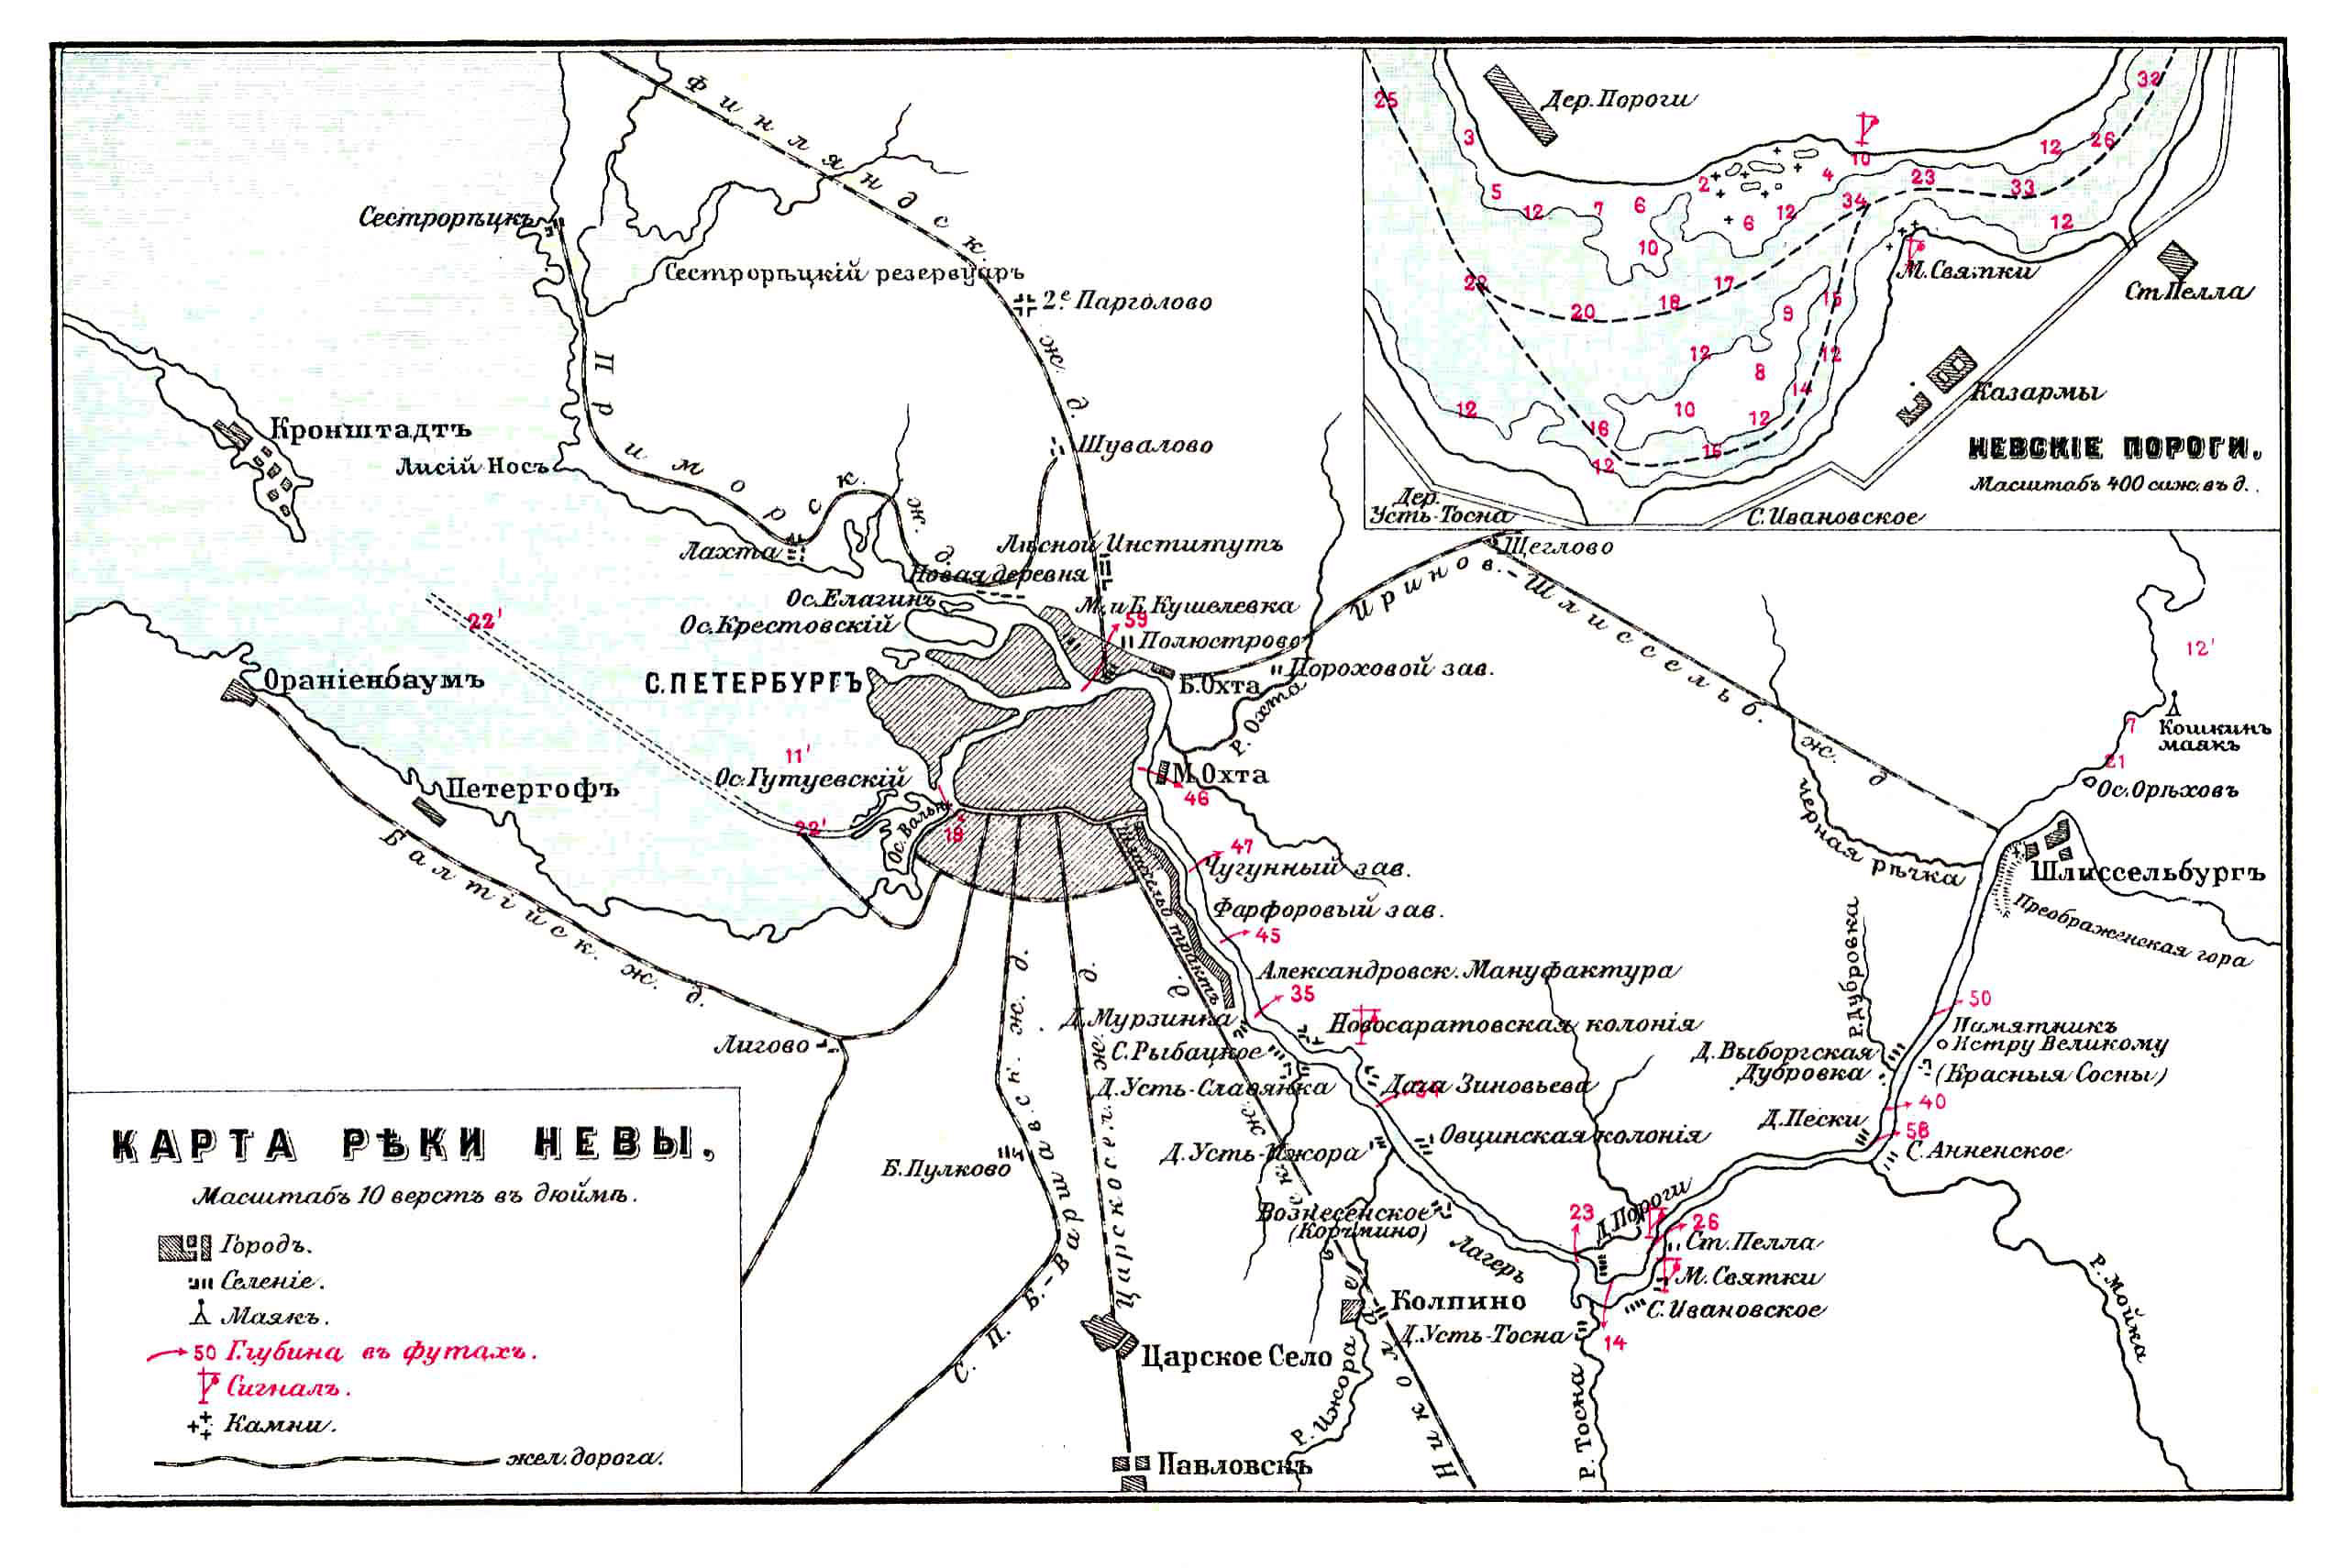 Финляндск. ж. д.
Сестрорѣцкъ
Сестрорѣцкій резервуаръ
2е Парголово
Приморск. ж. д.
Кронштадтъ
Лисій Носъ
Шувалово
Лахта
Лѣсной Институтъ
Новая деревня
Ос. Елагинъ
Ос. Крестовскій
М. и Б. Кушелевка
59
Полюстрово
Пороховой зав.
Б. Охта
Р. Охта
С. ПЕТЕРБУРГЪ
22'
Ораніенбаумъ
11'
Ос. Гутуевскій
22'
18
М. Охта
46
Петергофъ
Балтійск. ж. д.
47
Чугунный зав.
Фарфоровый зав.
45
Александровск. Мануфактура
35
Д. Мурзинка
Новосаратовская колонія
С. Рыбацкое
Д. Усть-Славянка
Дача Зиновьева
Лигово
Овцинская колонія
Д. Усть-Ижора
Б. Пулково
Вознесенское
(Корчмино)
Лагерь
Колпино
Д. Усть-Тосна
Царское Село
Павловскъ
Р. Ижора
Р. Тосна
С. П. Б.-Варшавск. ж. д.
Царскосел. ж. д.
23
Д. Пороги
26
Ст. Пелла
М. Святки
С. Ивановское
14
Щеглово
Иринов.-Шлиссельб. ж. д
Черная рѣчка
12'
Кошкинъ
маякъ
7
21
Ос. Орѣховъ
Шлиссельбургъ
Преображенская гора
Р. Дубровка
50
Памятникъ
Петру Великому
(Красныя Сосны)
Д. Выборгская
Дубровка
40
Д. Пески
58
С. Анненское
Р. Мойка
Дер. Пороги
25
3
5
12
7
6
10
2
6
12
4
10
34
23
33
12
26
32
12
М. Святки
Ст. Пелла
22
20
18
17
9
15
12
12
8
14
10
12
16
12
16
12
Казармы
НЕВСКІЕ ПОРОГИ.
Масштабъ 400 саж. въ д.
Дер.
Усть-Тосна
С. Ивановское
КАРТА РѢКИ НЕВЫ.
Масштабъ 10 верстъ въ дюймѣ.
Городъ.
Селеніе.
Маякъ.
50 Глубина въ футахъ.
Сигналъ.
Камни.
жел. дорога.